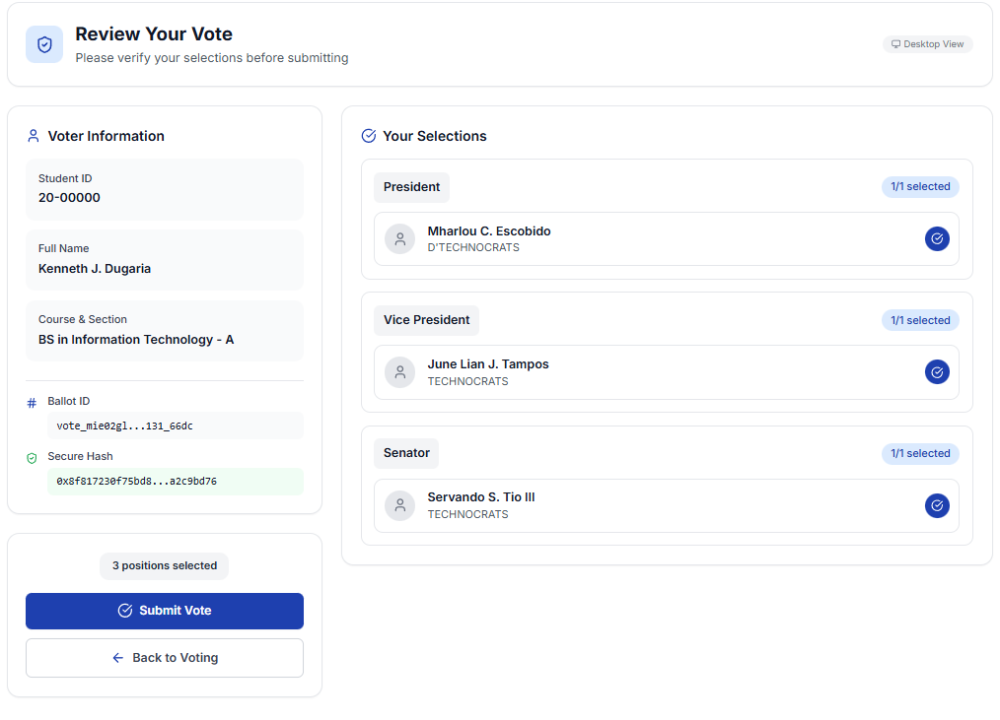 Review Your Vote
Please verify your selections before submitting
Desktop View
Voter Information
Student ID
20-00000
Full Name
Kenneth J. Dugaria
Course & Section
BS in Information Technology - A
Ballot ID
vote_mie02gl...131_66dc
Secure Hash
0x8f817230f75bd8...a2c9bd76
3 positions selected
Submit Vote
Back to Voting
Your Selections
President
1/1 selected
Mharlou C. Escobido
D'TECHNOCRATS
Vice President
1/1 selected
June Lian J. Tampos
TECHNOCRATS
Senator
1/1 selected
Servando S. Tio III
TECHNOCRATS